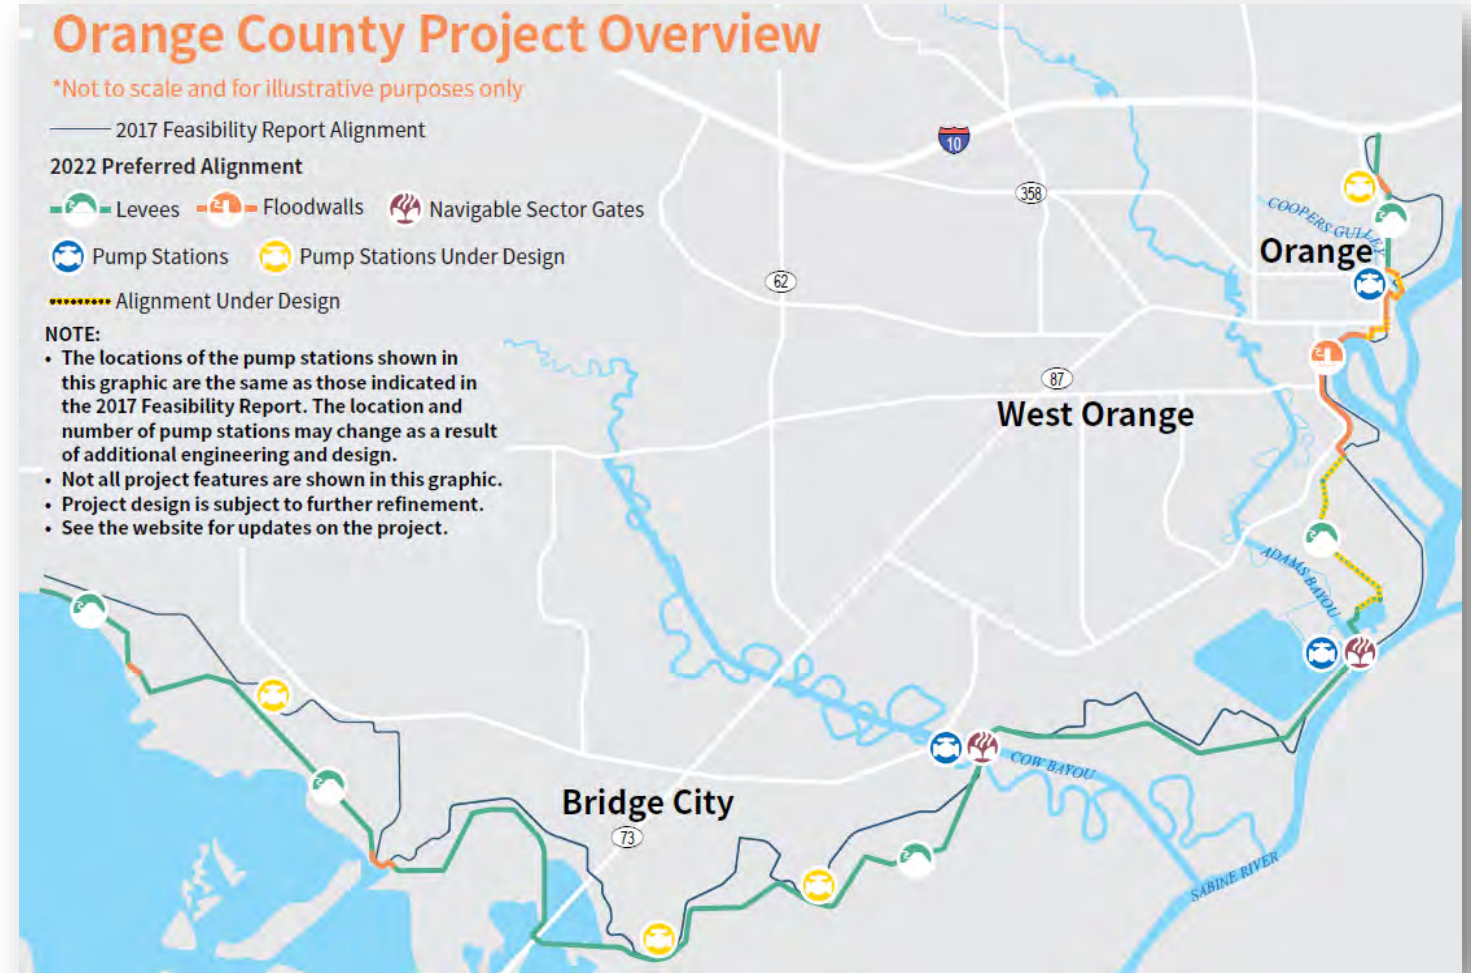 Orange County Project Overview
*Not to scale and for illustrative purposes only
2017 Feasibility Report Alignment
2022 Preferred Alignment
Levees Floodwalls Navigable Sector Gates
Pump Stations Pump Stations Under Design
Alignment Under Design
NOTE:
• The locations of the pump stations shown in
this graphic are the same as those indicated in
the 2017 Feasibility Report. The location and
number of pump stations may change as a result
of additional engineering and design.
• Not all project features are shown in this graphic.
• Project design is subject to further refinement.
• See the website for updates on the project.
10
358
COOPERS GULLEY
Orange
62
87
West Orange
ADAMS BAYOU
COW BAYOU
Bridge City
73
SABINE RIVER